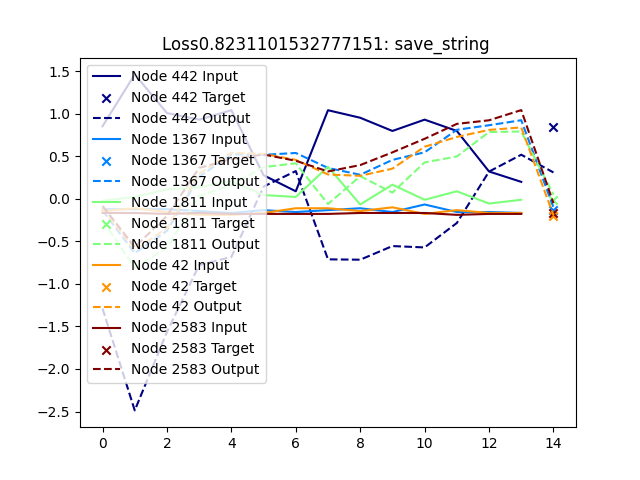 Loss0.8231101532777151: save_string
1.5
1.0
0.5
0.0
−0.5
−1.0
−1.5
−2.0
−2.5
Node 442 Input
Node 442 Target
Node 442 Output
Node 1367 Input
Node 1367 Target
Node 1367 Output
Node 1811 Input
Node 1811 Target
Node 1811 Output
Node 42 Input
Node 42 Target
Node 42 Output
Node 2583 Input
Node 2583 Target
Node 2583 Output
0 2 4 6 8 10 12 14